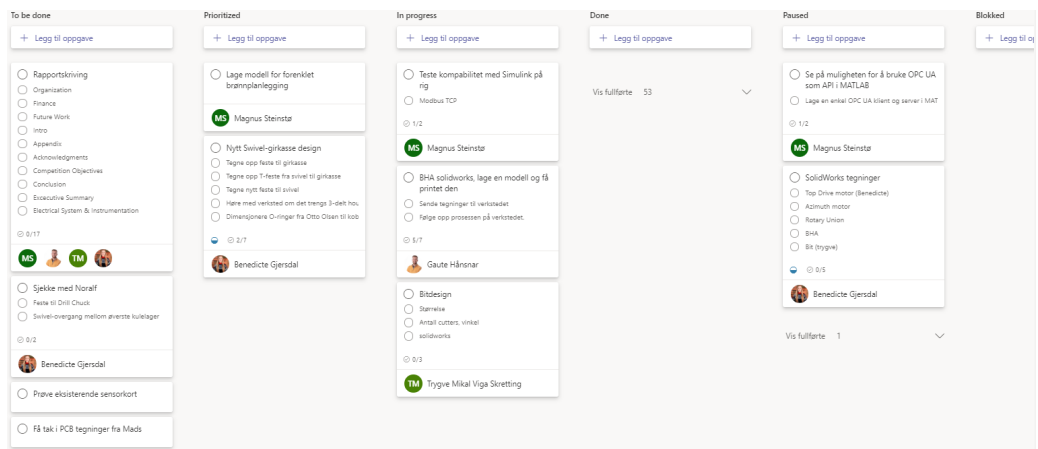 To be done
+ Legg til oppgave
Rapportskriving
Organization
Finance
Future Work
Intro
Appendix
Acknowledgments
Competition Objectives
Conclusion
Excecutive Summary
Electrical System & Instrumentation
0/17
MS
TM
Sjekke med Noralf
Feste til Drill Chuck
Swivel-overgang mellom øverste kulelager
0/2
Benedicte Gjersdal
Prøve eksisterende sensorkort
Få tak i PCB tegninger fra Mads
Prioritized
+ Legg til oppgave
Lage modell for forenklet
brønnplanlegging
MS Magnus Steinstø
Nytt Swivel-girkasse design
Tegne opp feste til girkasse
Tegne opp T-feste fra svivel til girkasse
Tegne nytt feste til svivel
Høre med verksted om det trengs 3-delt hou
Dimensjonere O-ringer fra Otto Olsen til kob
2/7
Benedicte Gjersdal
In progress
+ Legg til oppgave
Teste kompabilitet med Simulink på
rig
Modbus TCP
1/2
MS Magnus Steinstø
BHA solidworks, lage en modell og få
printet den
Sende tegninger til verkstedet
Følge opp prosessen på verkstedet.
5/7
Gaute Hånsnar
Bitdesign
Størrelse
Antall cutters, vinkel
solidworks
0/3
TM Trygve Mikal Viga Skretting
Done
+ Legg til oppgave
Vis fullførte 53
Paused
+ Legg til oppgave
Se på muligheten for å bruke OPC UA
som API i MATLAB
Lage en enkel OPC UA klient og server i MAT
1/2
MS Magnus Steinstø
SolidWorks tegninger
Top Drive motor (Benedicte)
Azimuth motor
Rotary Union
BHA
Bit (trygve)
0/5
Benedicte Gjersdal
Vis fullførte 1
Blokked
+ Legg til op